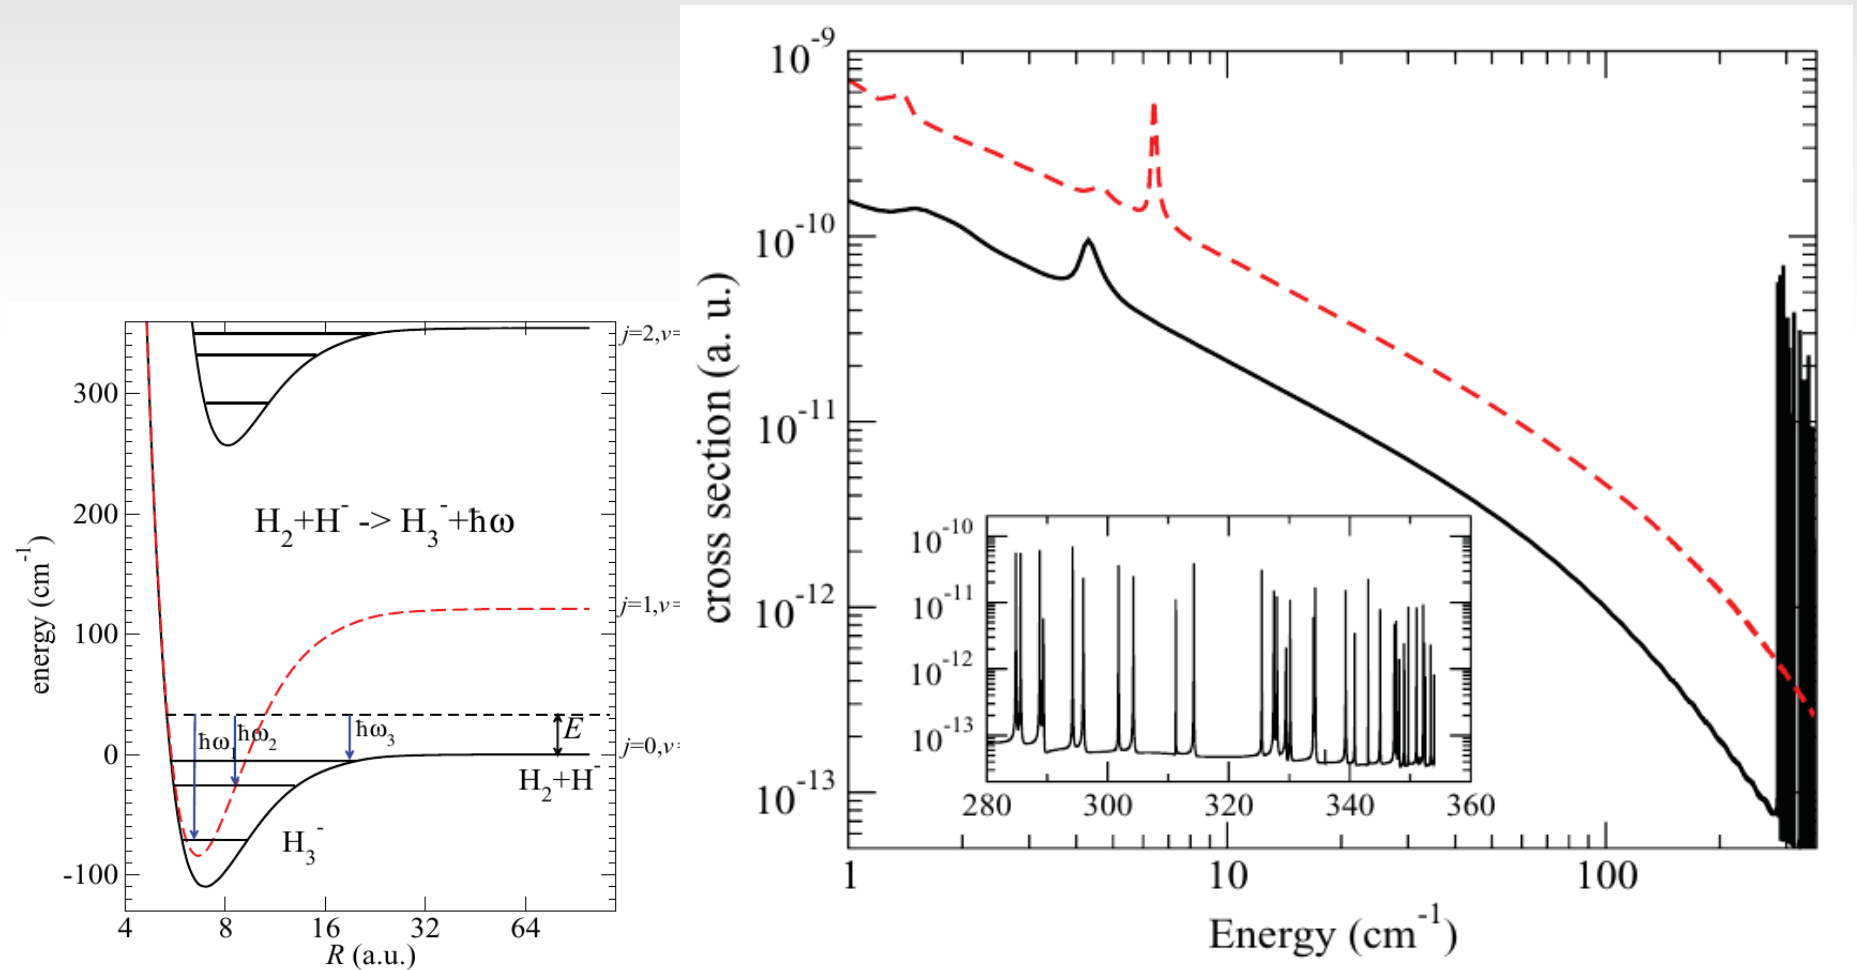 j=2,v=
300
H₂+H⁻ -> H₃⁻+ħω
200
energy (cm⁻¹)
j=1,v=
100
ħω₁
ħω₂
ħω₃
E
0
j=0,v=
H₂+H⁻
H₃⁻
-100
4 8 16 32 64
R (a.u.)
10⁻⁹
10⁻¹⁰
10⁻¹¹
10⁻¹²
10⁻¹³
cross section (a. u.)
10⁻¹⁰
10⁻¹¹
10⁻¹²
10⁻¹³
280 300 320 340 360
1 10 100
Energy (cm⁻¹)